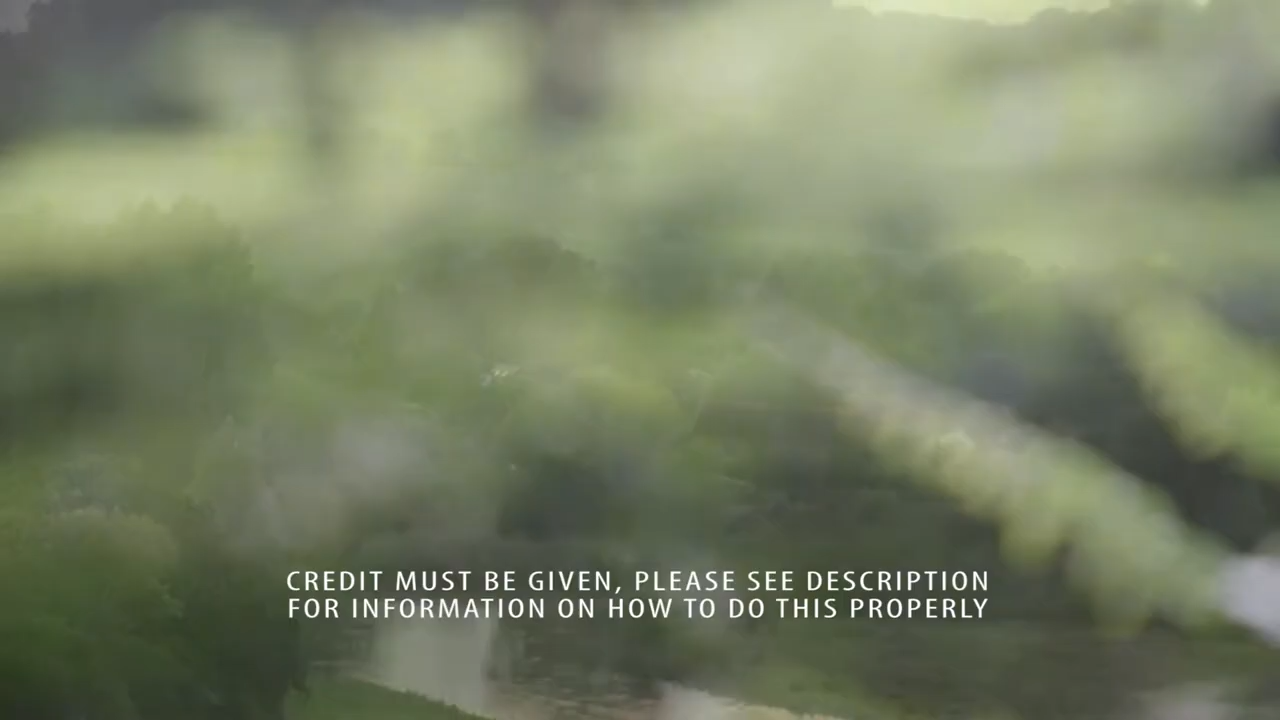 CREDIT MUST BE GIVEN, PLEASE SEE DESCRIPTION
FOR INFORMATION ON HOW TO DO THIS PROPERLY